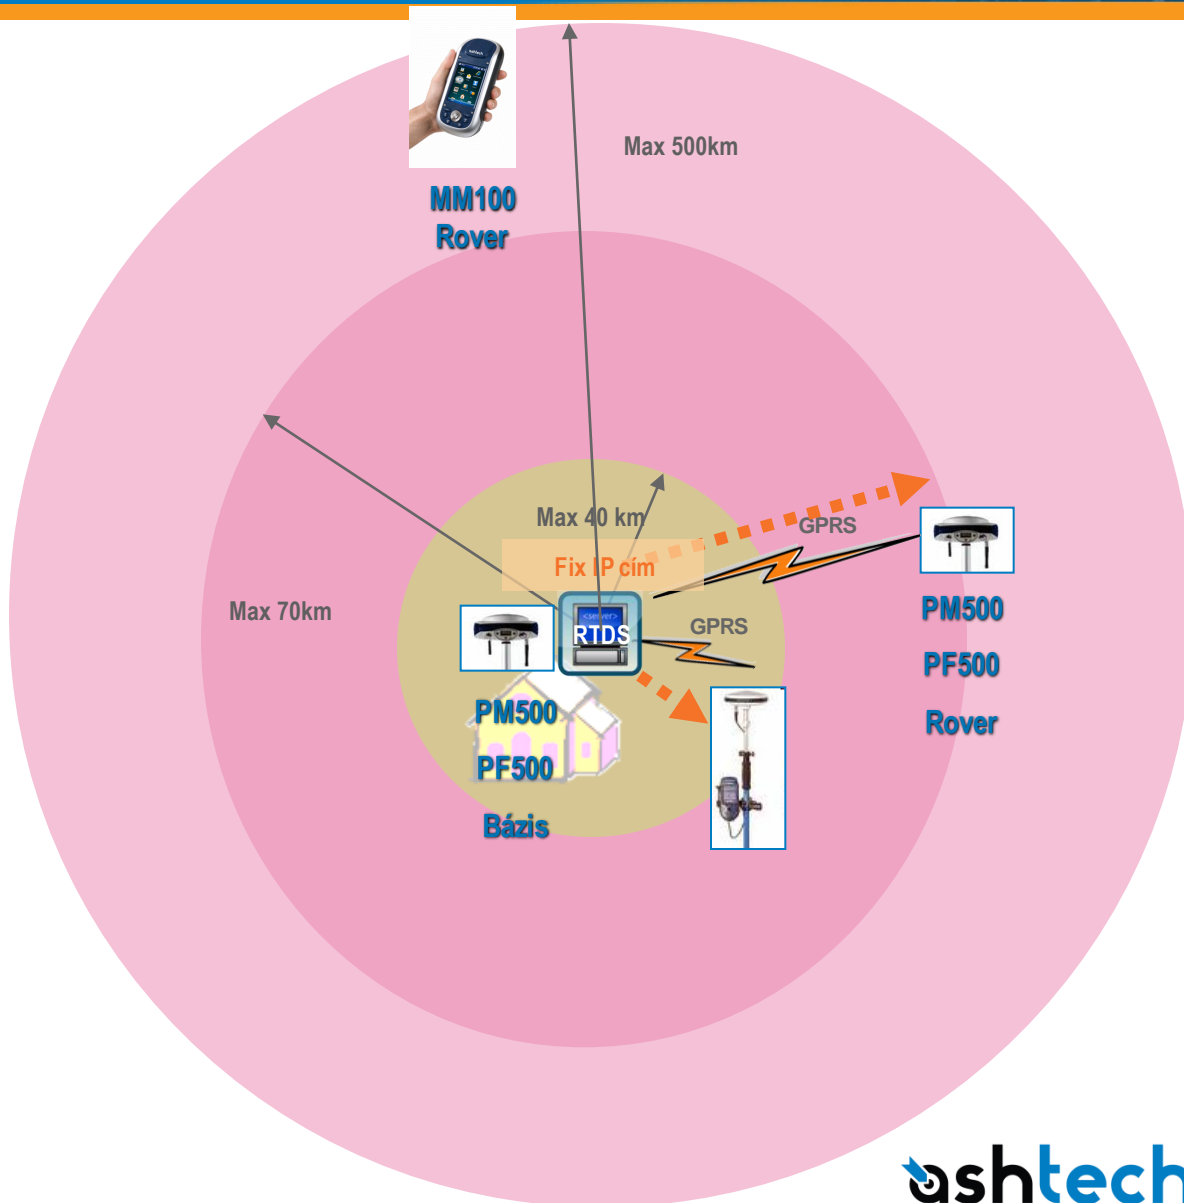 Max 500km
MM100
Rover
Max 40 km
GPRS
Fix IP cím
Max 70km
<server>
RTDS
GPRS
PM500
PF500
Rover
PM500
PF500
Bázis
ashtech